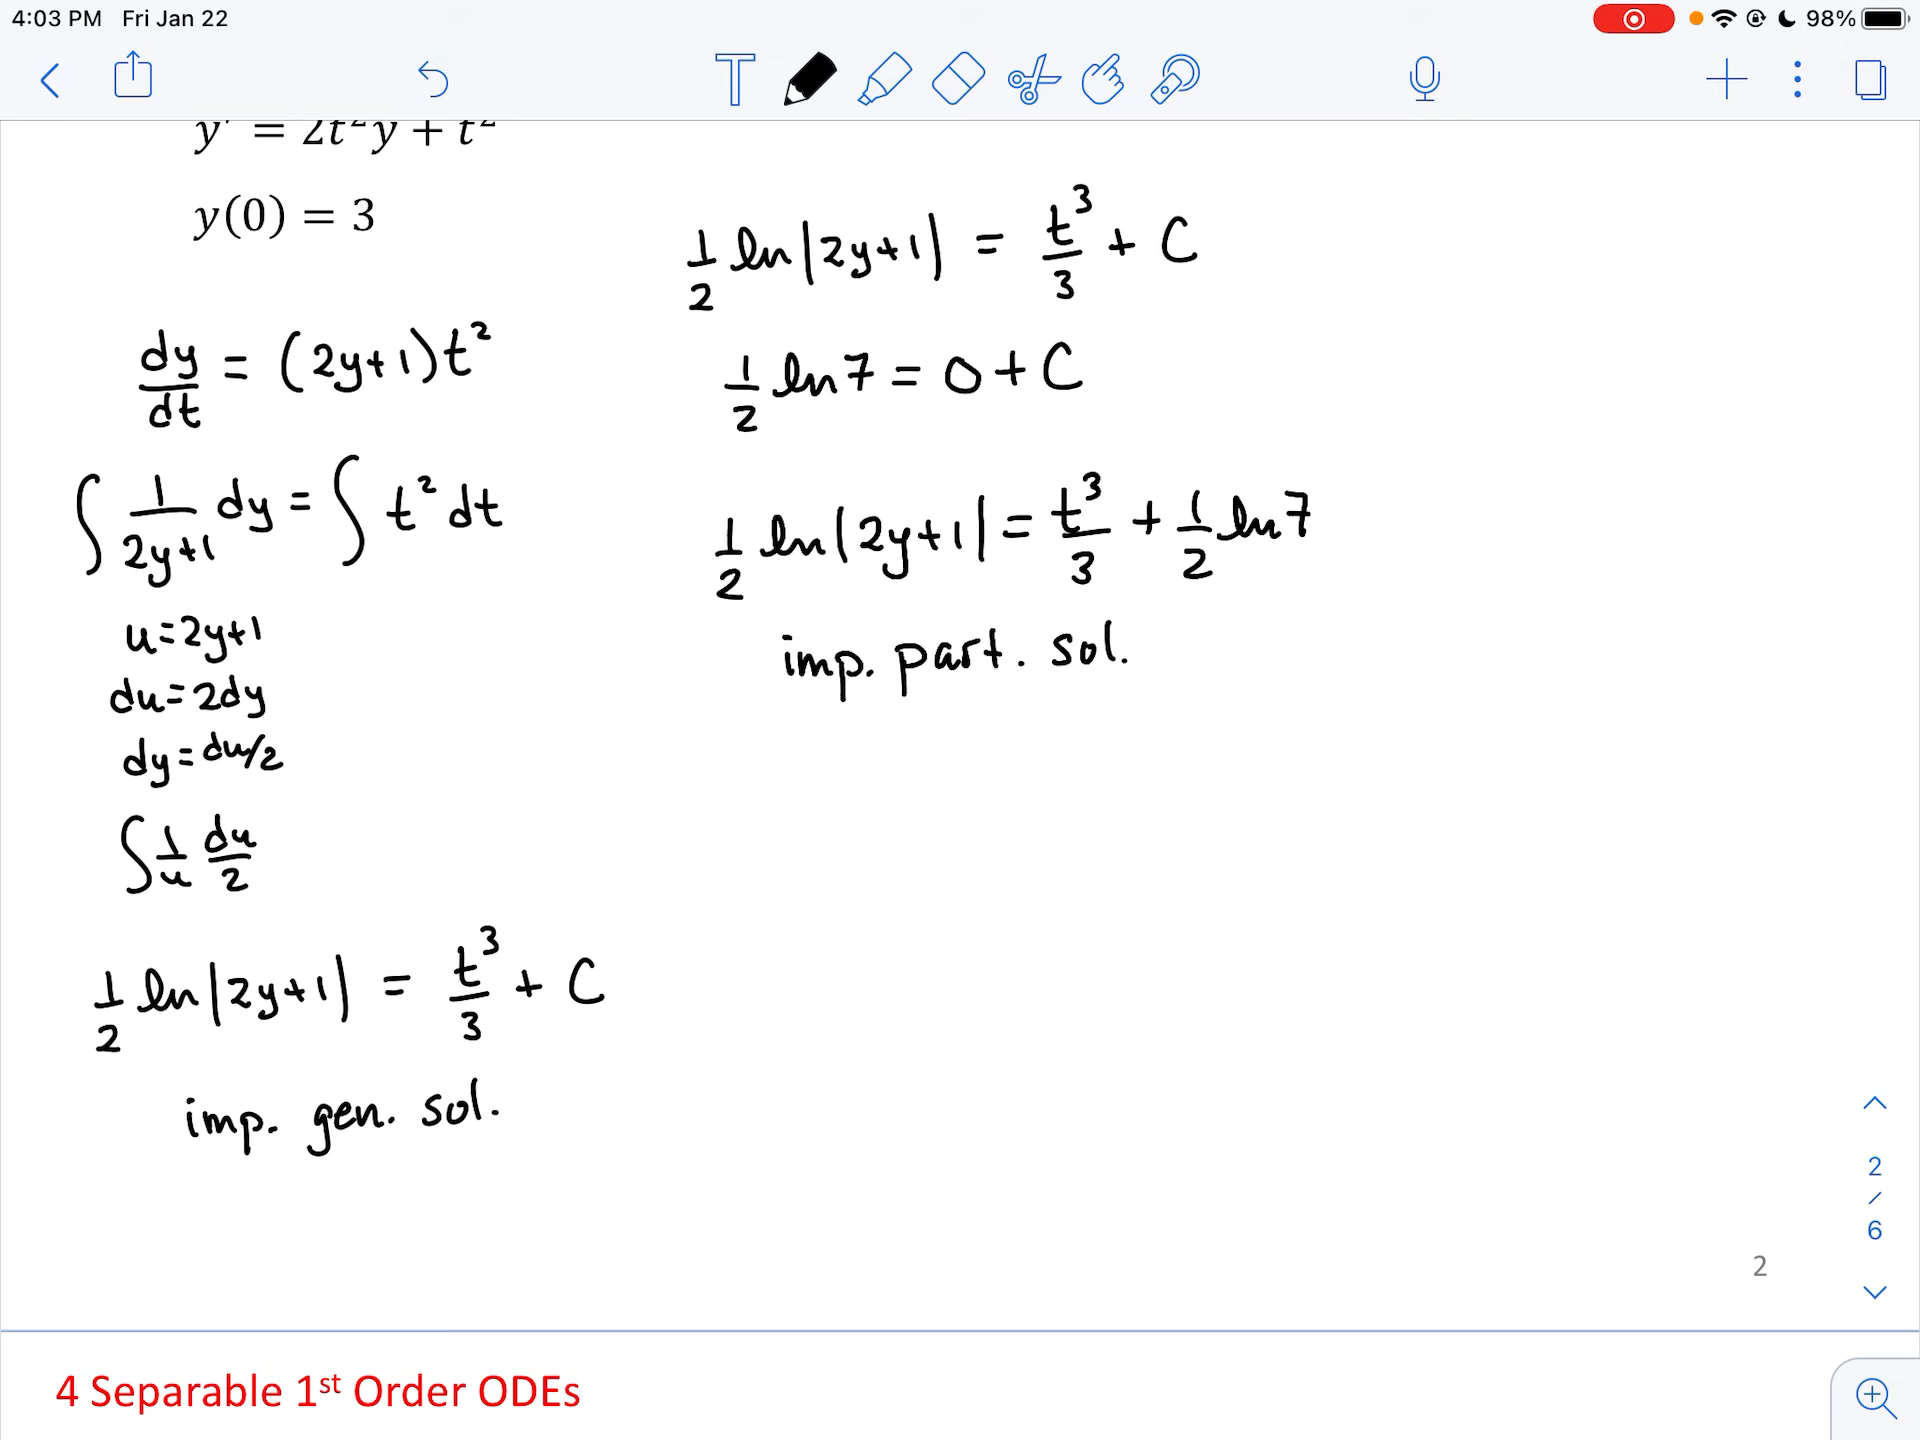 4:03 PM Fri Jan 22
98%
y' = 2t²y + t²
y(0) = 3
dy/dt = (2y+1)t²
∫ 1/(2y+1) dy = ∫ t² dt
u=2y+1
du=2dy
dy=du/2
∫ 1/u du/2
1/2 ln|2y+1| = t³/3 + C
imp. gen. sol.
1/2 ln|2y+1| = t³/3 + C
1/2 ln7 = 0 + C
1/2 ln|2y+1| = t³/3 + 1/2 ln7
imp. part. sol.
2
/
6
2
4 Separable 1st Order ODEs